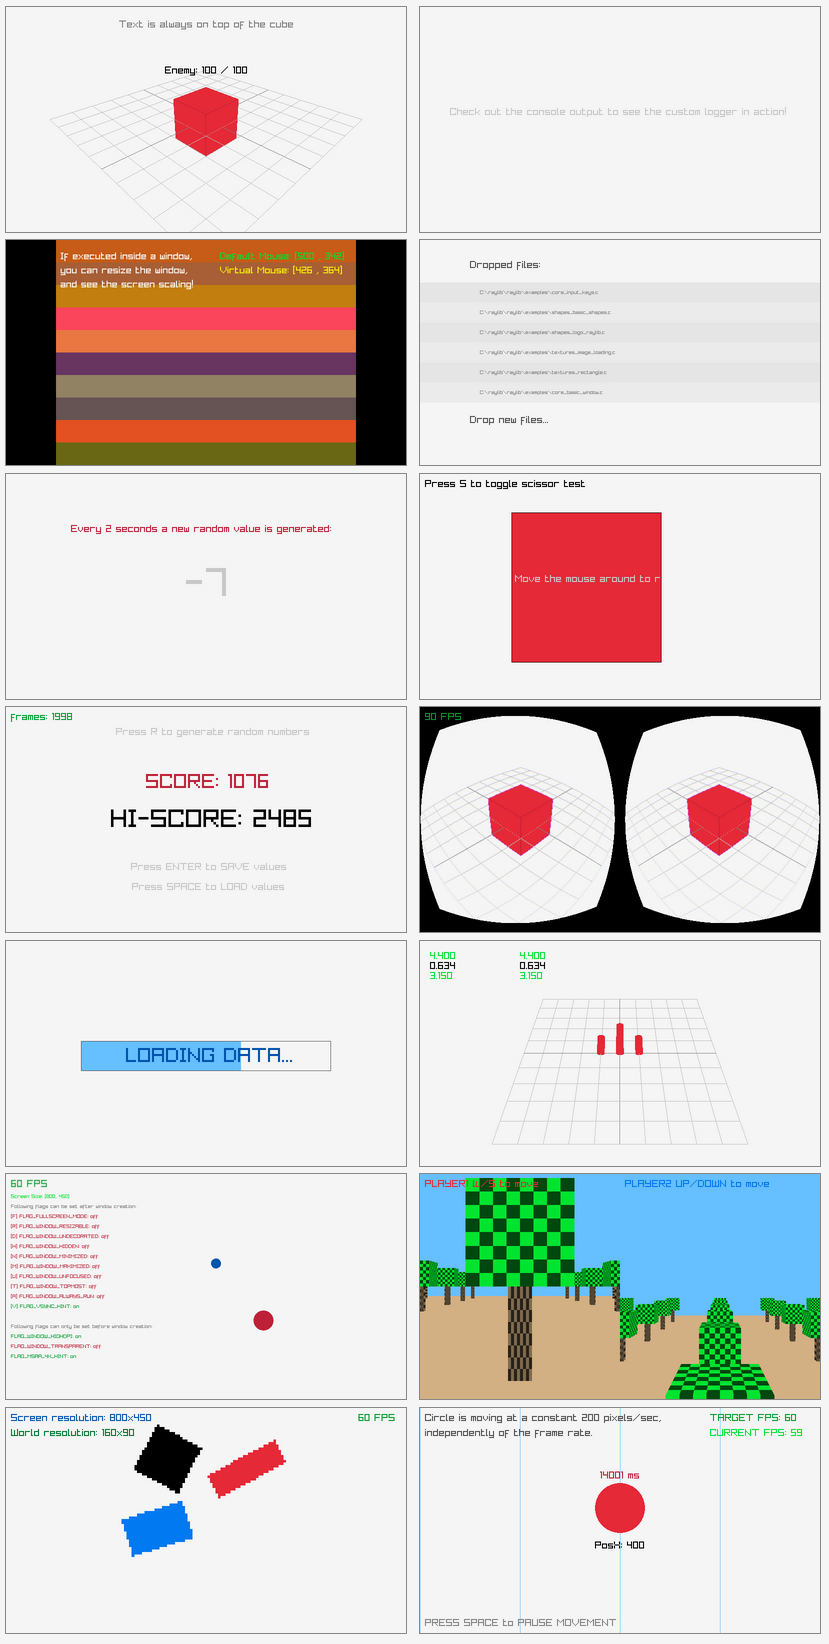 Text is always on top of the cube
Enemy: 100 / 100
Check out the console output to see the custom logger in action!
If executed inside a window,
you can resize the window,
and see the screen scaling!
Default Mouse: [500 , 342]
Virtual Mouse: [426 , 364]
Dropped files:
C:\raylib\raylib\examples\core_input_keys.c
C:\raylib\raylib\examples\shapes_basic_shapes.c
C:\raylib\raylib\examples\shapes_logo_raylib.c
C:\raylib\raylib\examples\textures_image_loading.c
C:\raylib\raylib\examples\textures_rectangle.c
C:\raylib\raylib\examples\core_basic_window.c
Drop new files...
Every 2 seconds a new random value is generated:
-7
Press S to toggle scissor test
Move the mouse around to r
Frames: 1998
Press R to generate random numbers
SCORE: 1076
HI-SCORE: 2485
Press ENTER to SAVE values
Press SPACE to LOAD values
90 FPS
LOADING DATA...
4.400 4.400
0.634 0.634
3.150 3.150
60 FPS
Screen Size: [800, 450]
Following flags can be set after window creation:
[F] FLAG_FULLSCREEN_MODE: off
[R] FLAG_WINDOW_RESIZABLE: off
[D] FLAG_WINDOW_UNDECORATED: off
[H] FLAG_WINDOW_HIDDEN: off
[N] FLAG_WINDOW_MINIMIZED: off
[M] FLAG_WINDOW_MAXIMIZED: off
[U] FLAG_WINDOW_UNFOCUSED: off
[T] FLAG_WINDOW_TOPMOST: off
[A] FLAG_WINDOW_ALWAYS_RUN: off
[V] FLAG_VSYNC_HINT: on
Following flags can only be set before window creation:
FLAG_WINDOW_HIGHDPI: on
FLAG_WINDOW_TRANSPARENT: off
FLAG_MSAA_4X_HINT: on
PLAYER1 W/S to move
PLAYER2 UP/DOWN to move
Screen resolution: 800x450
World resolution: 160x90
60 FPS
Circle is moving at a constant 200 pixels/sec,
independently of the frame rate.
TARGET FPS: 60
CURRENT FPS: 59
14001 ms
PosX: 400
PRESS SPACE to PAUSE MOVEMENT